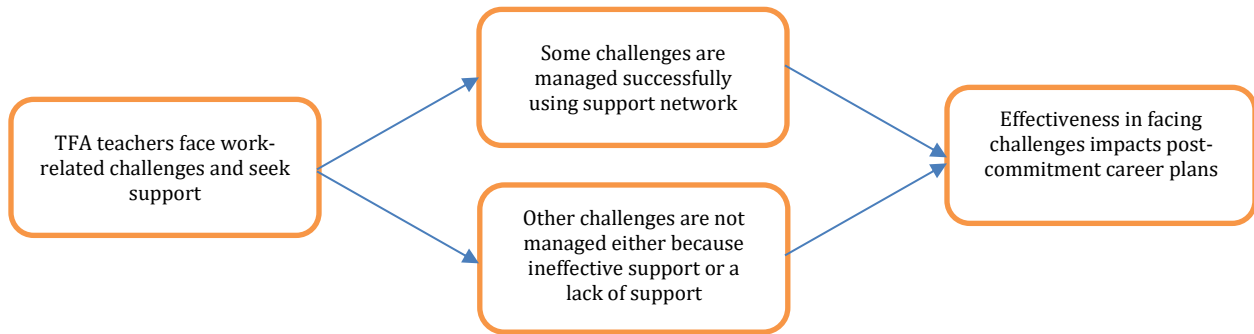 TFA teachers face work-
related challenges and seek
support
Some challenges are
managed successfully
using support network
Other challenges are not
managed either because
ineffective support or a
lack of support
Effectiveness in facing
challenges impacts post-
commitment career plans